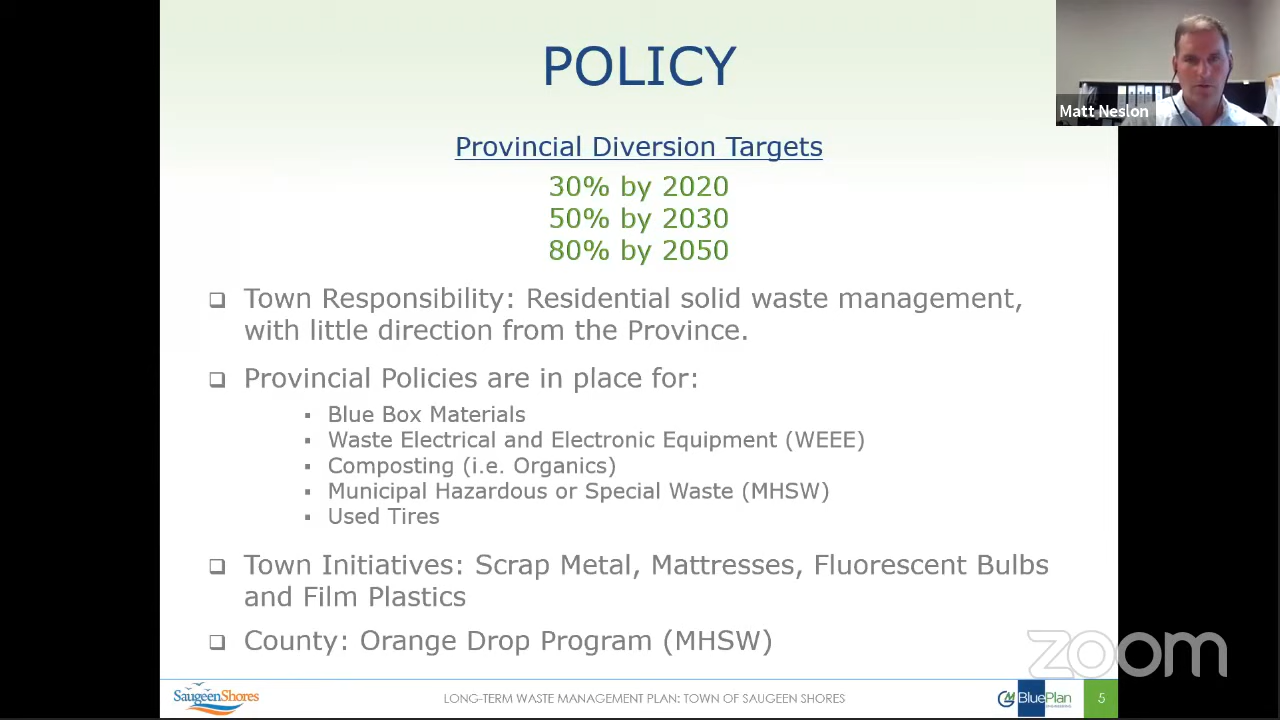 POLICY
Matt Neslon
Provincial Diversion Targets
30% by 2020
50% by 2030
80% by 2050
Town Responsibility: Residential solid waste management,
with little direction from the Province.
Provincial Policies are in place for:
Blue Box Materials
Waste Electrical and Electronic Equipment (WEEE)
Composting (i.e. Organics)
Municipal Hazardous or Special Waste (MHSW)
Used Tires
Town Initiatives: Scrap Metal, Mattresses, Fluorescent Bulbs
and Film Plastics
County: Orange Drop Program (MHSW)
zoom
SaugeenShores
LONG-TERM WASTE MANAGEMENT PLAN: TOWN OF SAUGEEN SHORES
GM BluePlan
ENGINEERING
5